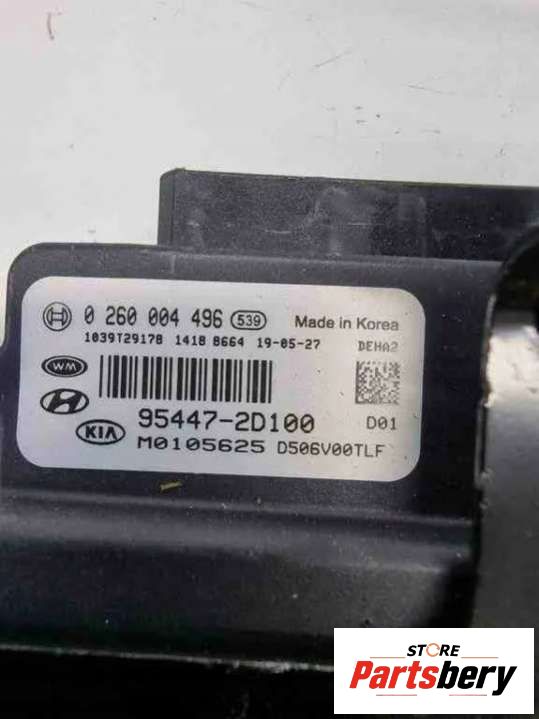 0 260 004 496 539 Made in Korea
1039T29178 1418 8664 19-05-27 DEHA2
WM
95447-2D100 D01
KIA M0105625 D506V00TLF
STORE
Partsbery